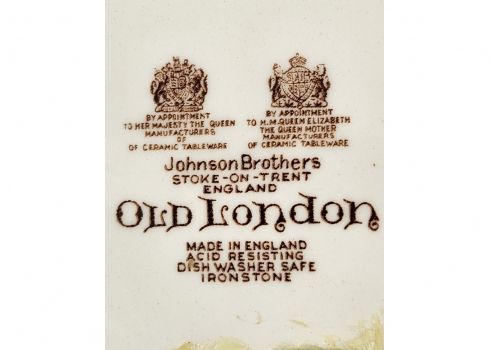 BY APPOINTMENT
TO HER MAJESTY THE QUEEN
MANUFACTURERS
OF
OF CERAMIC TABLEWARE
BY APPOINTMENT
TO H.M. QUEEN ELIZABETH
THE QUEEN MOTHER
MANUFACTURERS
OF CERAMIC TABLEWARE
Johnson Brothers
STOKE-ON-TRENT
ENGLAND
OLD LONDON
MADE IN ENGLAND
ACID RESISTING
DISH WASHER SAFE
IRONSTONE